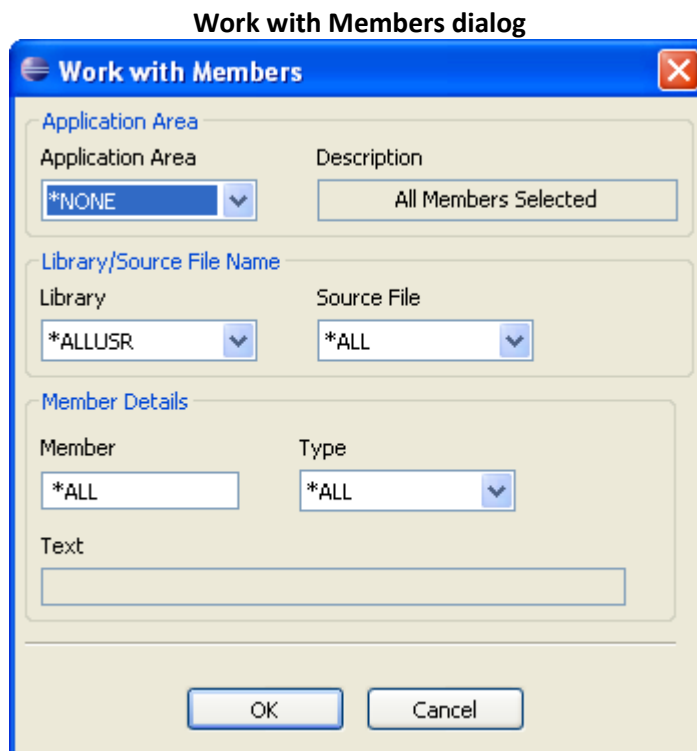 Work with Members dialog
Work with Members
Application Area
Application Area Description
*NONE All Members Selected
Library/Source File Name
Library Source File
*ALLUSR *ALL
Member Details
Member Type
*ALL *ALL
Text
OK Cancel